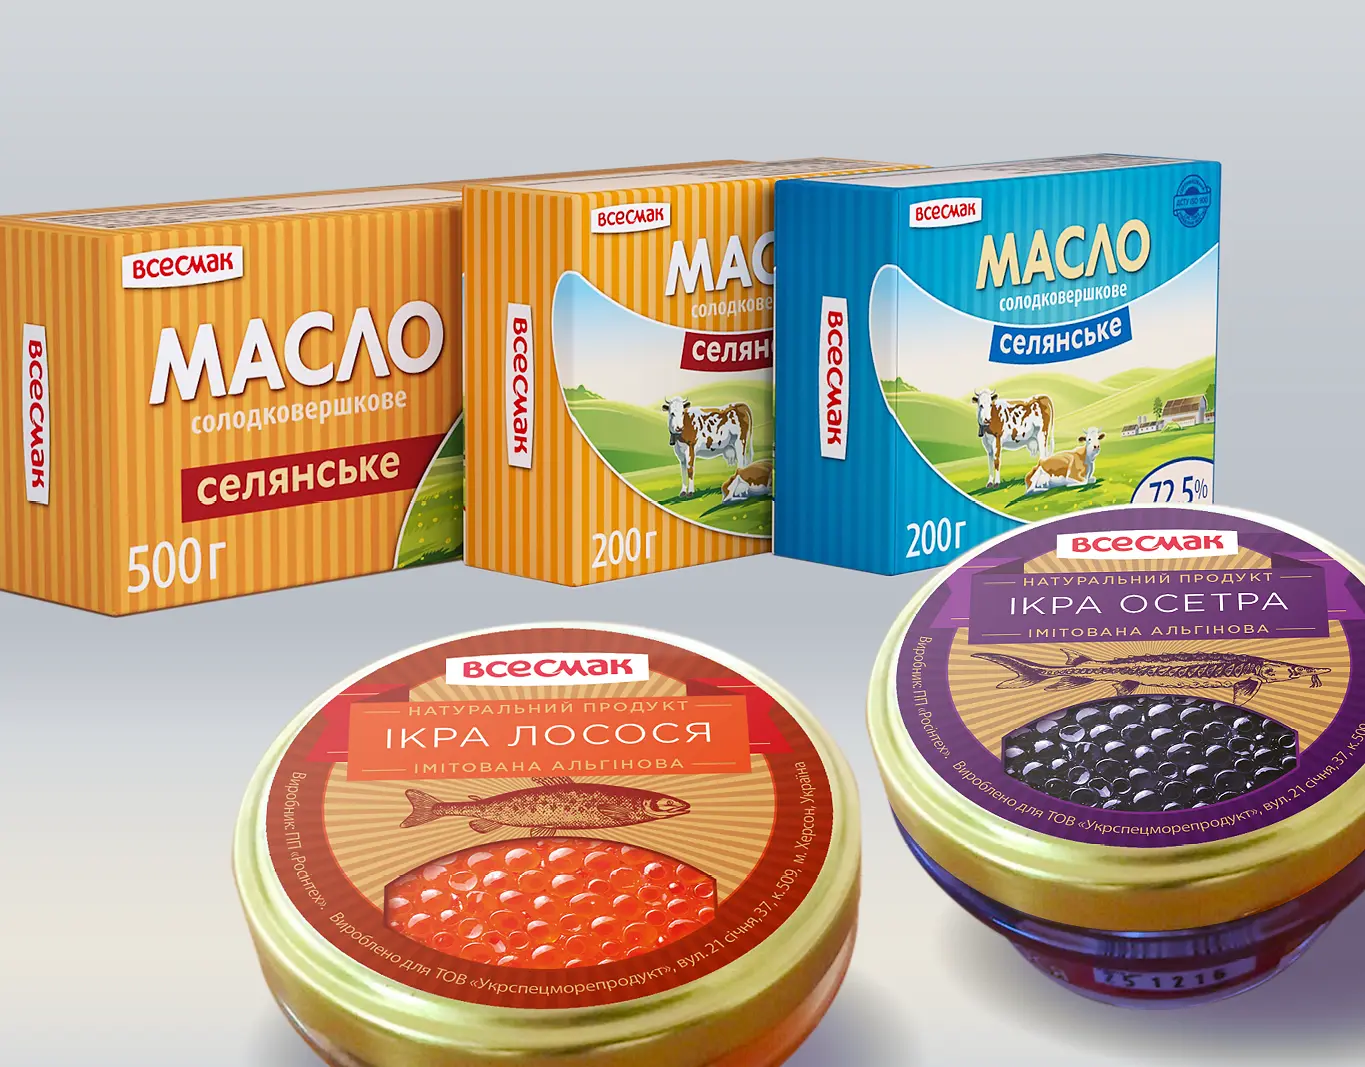 всесмак
всесмак
МАСЛО
солодковершкове
селянське
500 г
всесмак
всесмак
МАС
солодкове
селян
200 г
всесмак
всесмак
МАСЛО
солодковершкове
селянське
72,5%
200 г
всесмак
НАТУРАЛЬНИЙ ПРОДУКТ
ІКРА ЛОСОСЯ
ІМІТОВАНА АЛЬГІНОВА
Виробник: ПП «Росінтех». Вироблено для ТОВ «Укрспецморепродукт», вул. 21 січня, 37, к.509, м. Херсон, Україна
всесмак
НАТУРАЛЬНИЙ ПРОДУКТ
ІКРА ОСЕТРА
ІМІТОВАНА АЛЬГІНОВА
Виробник: ПП «Росінтех». Вироблено для ТОВ «Укрспецморепродукт», вул. 21 січня, 37, к.509
251216